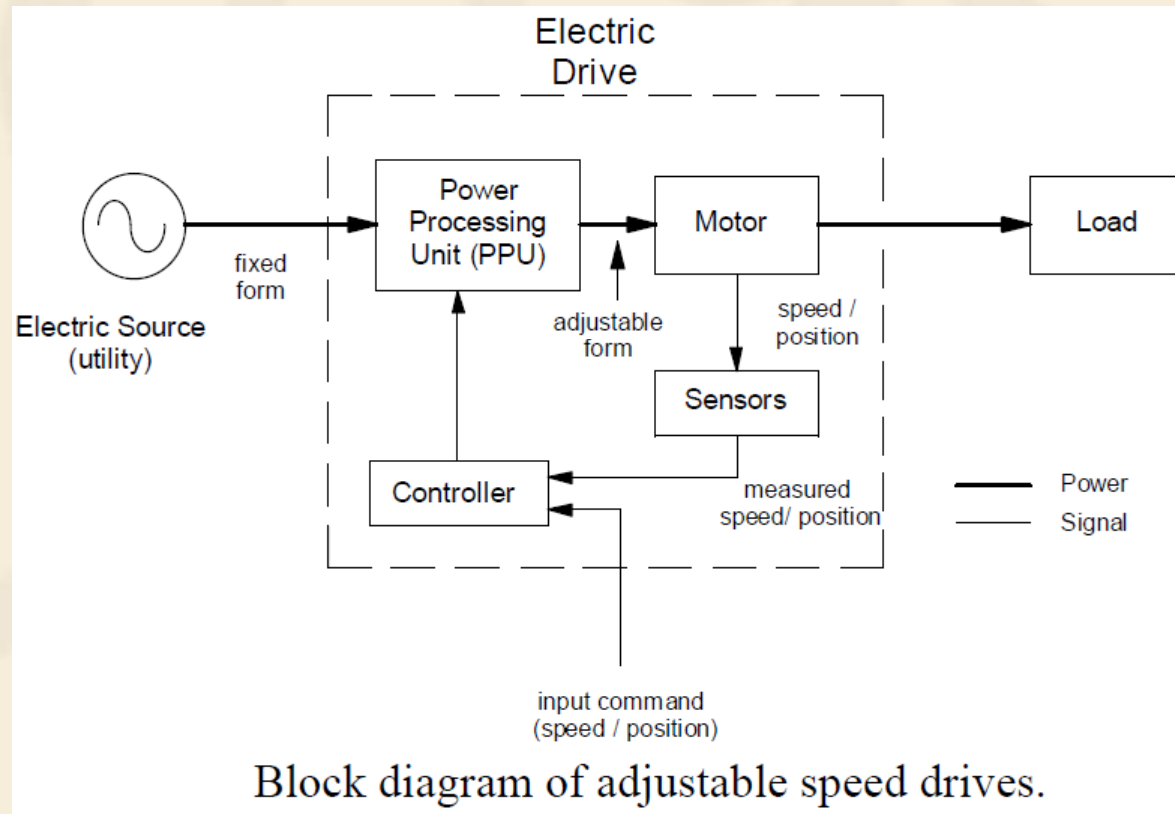 Electric
Drive
Power
Processing
Unit (PPU)
Motor
Load
fixed
form
adjustable
form
speed /
position
Electric Source
(utility)
Sensors
Controller
measured
speed/ position
Power
Signal
input command
(speed / position)
Block diagram of adjustable speed drives.